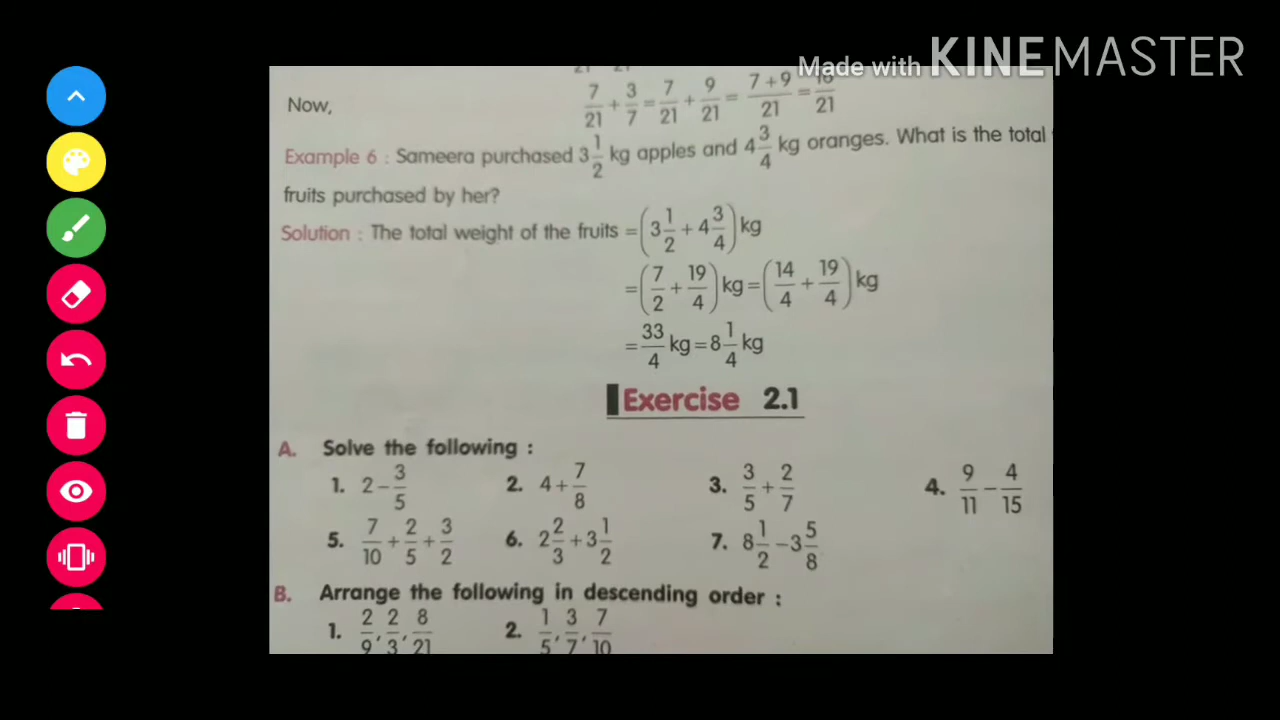 Made with KINEMASTER
Now, 7/21 + 3/7 = 7/21 + 9/21 = 7+9/21 = 16/21
Example 6 : Sameera purchased 3 1/2 kg apples and 4 3/4 kg oranges. What is the total
fruits purchased by her?
Solution : The total weight of the fruits = (3 1/2 + 4 3/4) kg
= (7/2 + 19/4) kg = (14/4 + 19/4) kg
= 33/4 kg = 8 1/4 kg
Exercise 2.1
A. Solve the following :
1. 2 - 3/5 2. 4 + 7/8 3. 3/5 + 2/7 4. 9/11 - 4/15
5. 7/10 + 2/5 + 3/2 6. 2 2/3 + 3 1/2 7. 8 1/2 - 3 5/8
B. Arrange the following in descending order :
1. 2/9, 2/3, 8/21 2. 1/5, 3/7, 7/10